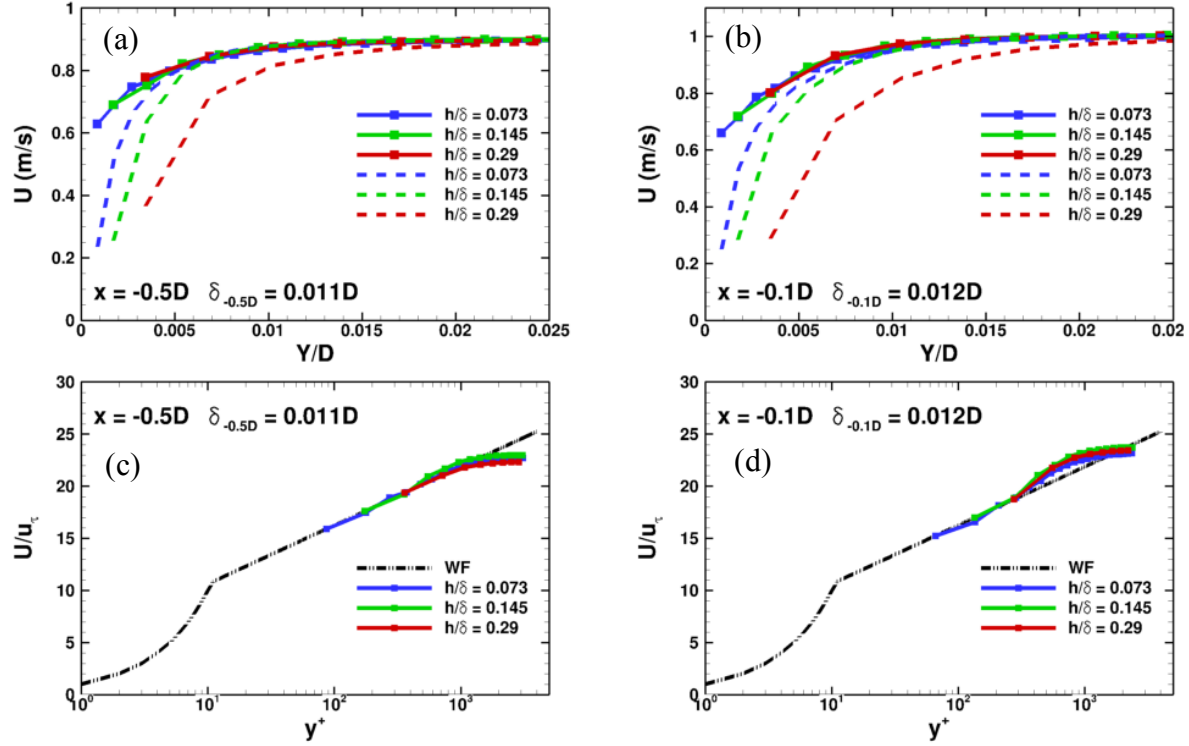 (a)
U (m/s)
1
0.8
0.6
0.4
0.2
0
h/δ = 0.073
h/δ = 0.145
h/δ = 0.29
h/δ = 0.073
h/δ = 0.145
h/δ = 0.29
x = -0.5D δ-0.5D = 0.011D
0 0.005 0.01 0.015 0.02 0.025
Y/D
(b)
U (m/s)
1
0.8
0.6
0.4
0.2
0
h/δ = 0.073
h/δ = 0.145
h/δ = 0.29
h/δ = 0.073
h/δ = 0.145
h/δ = 0.29
x = -0.1D δ-0.1D = 0.012D
0 0.005 0.01 0.015 0.02 0.02
Y/D
x = -0.5D δ-0.5D = 0.011D
(c)
U/uτ
30
25
20
15
10
5
0
WF
h/δ = 0.073
h/δ = 0.145
h/δ = 0.29
10⁰ 10¹ 10² 10³
y⁺
x = -0.1D δ-0.1D = 0.012D
(d)
U/uτ
30
25
20
15
10
5
0
WF
h/δ = 0.073
h/δ = 0.145
h/δ = 0.29
10⁰ 10¹ 10² 10³
y⁺